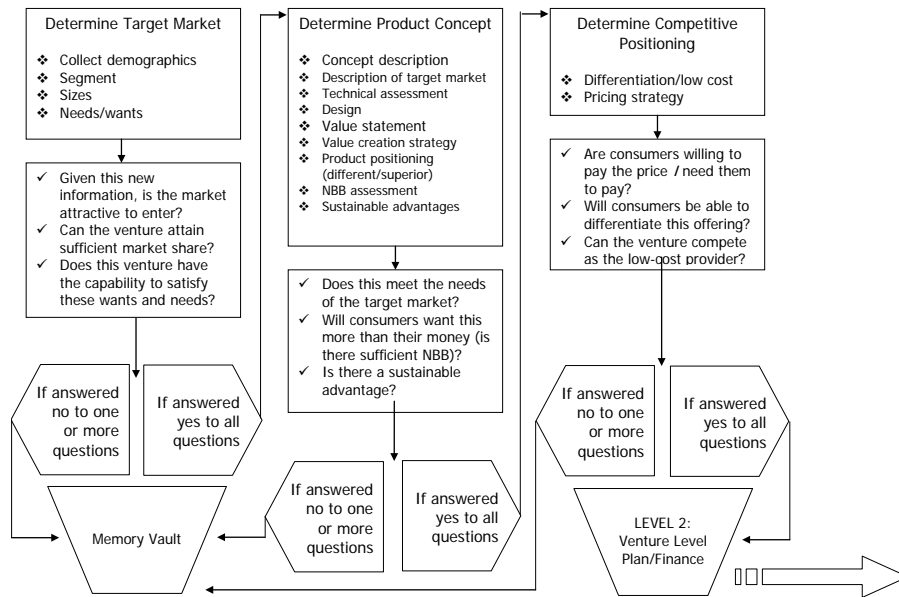 Determine Target Market
❖ Collect demographics
❖ Segment
❖ Sizes
❖ Needs/wants
✓ Given this new
information, is the market
attractive to enter?
✓ Can the venture attain
sufficient market share?
✓ Does this venture have
the capability to satisfy
these wants and needs?
If answered
no to one
or more
questions
If answered
yes to all
questions
Memory Vault
Determine Product Concept
❖ Concept description
❖ Description of target market
❖ Technical assessment
❖ Design
❖ Value statement
❖ Value creation strategy
❖ Product positioning
(different/superior)
❖ NBB assessment
❖ Sustainable advantages
✓ Does this meet the needs
of the target market?
✓ Will consumers want this
more than their money (is
there sufficient NBB)?
✓ Is there a sustainable
advantage?
If answered
no to one
or more
questions
If answered
yes to all
questions
Determine Competitive
Positioning
❖ Differentiation/low cost
❖ Pricing strategy
✓ Are consumers willing to
pay the price / need them
to pay?
✓ Will consumers be able to
differentiate this offering?
✓ Can the venture compete
as the low-cost provider?
If answered
no to one
or more
questions
If answered
yes to all
questions
LEVEL 2:
Venture Level
Plan/Finance